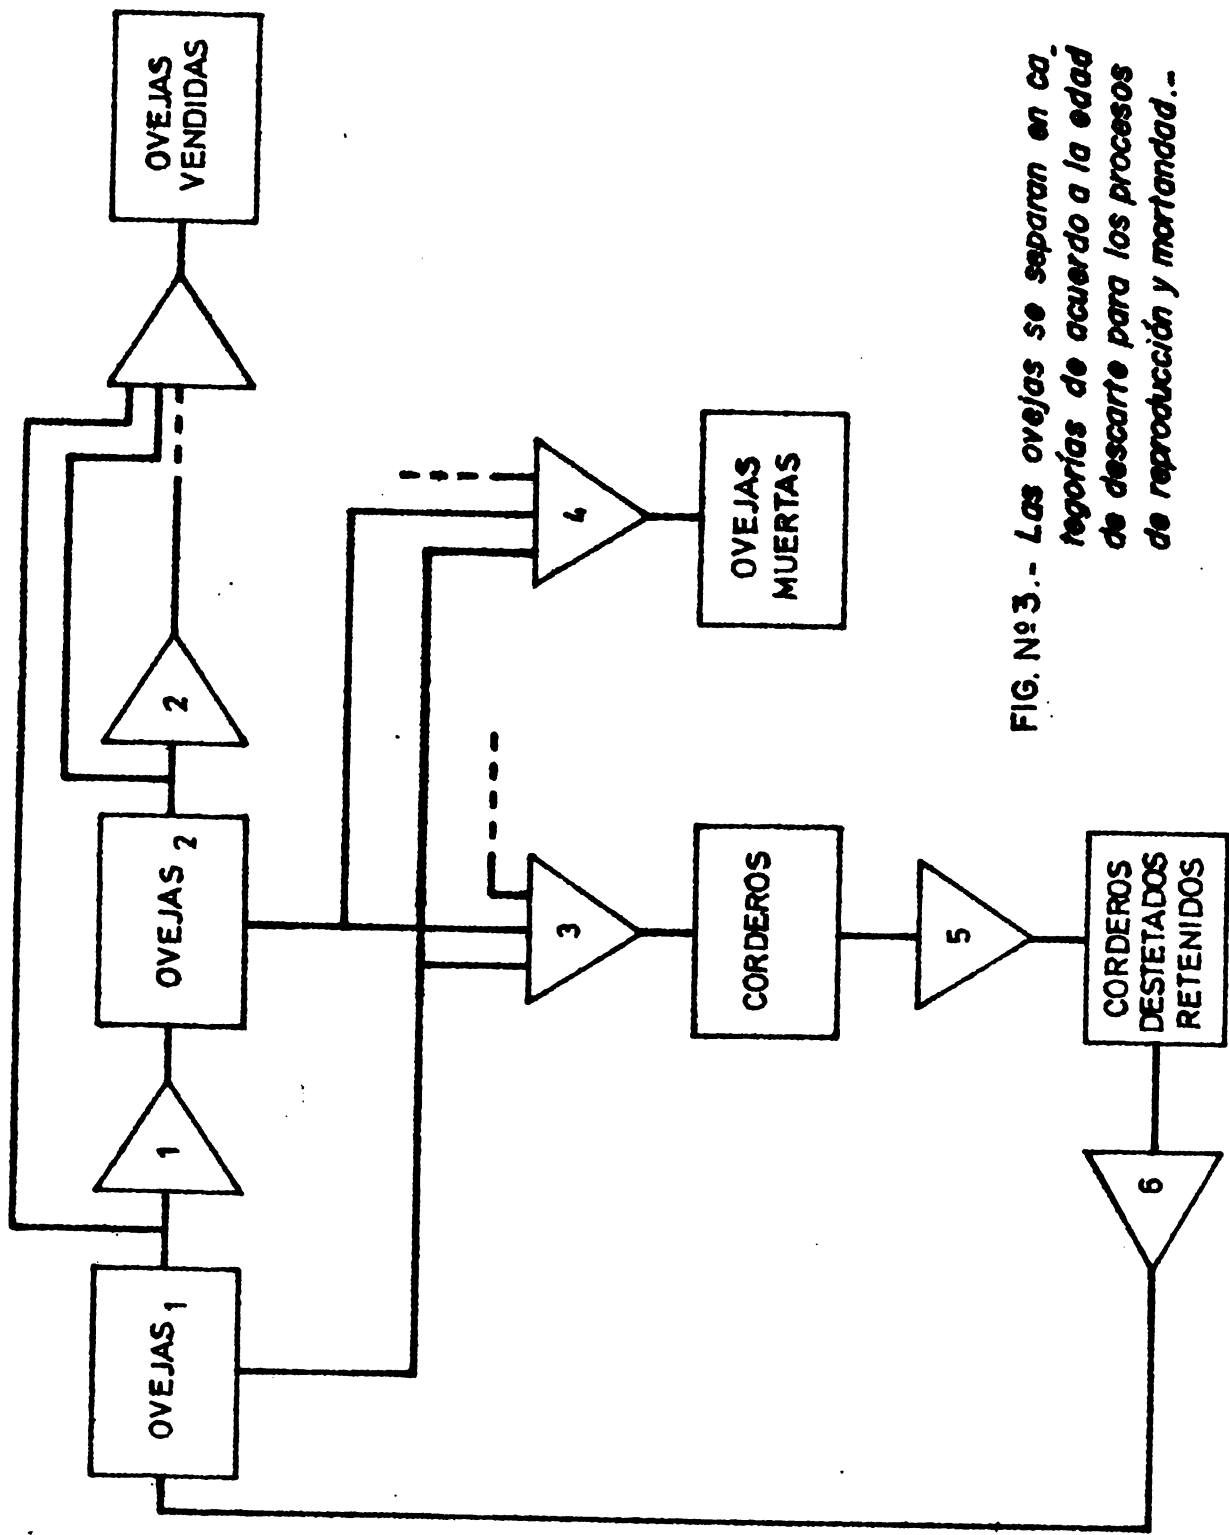 OVEJAS 1
1
OVEJAS 2
2
OVEJAS
VENDIDAS
3
4
CORDEROS
OVEJAS
MUERTAS
5
CORDEROS
DESTETADOS
RETENIDOS
6
FIG. Nº 3.- Las ovejas se separan en ca_
tegorías de acuerdo a la edad
de descarte para los procesos
de reproducción y mortandad.-